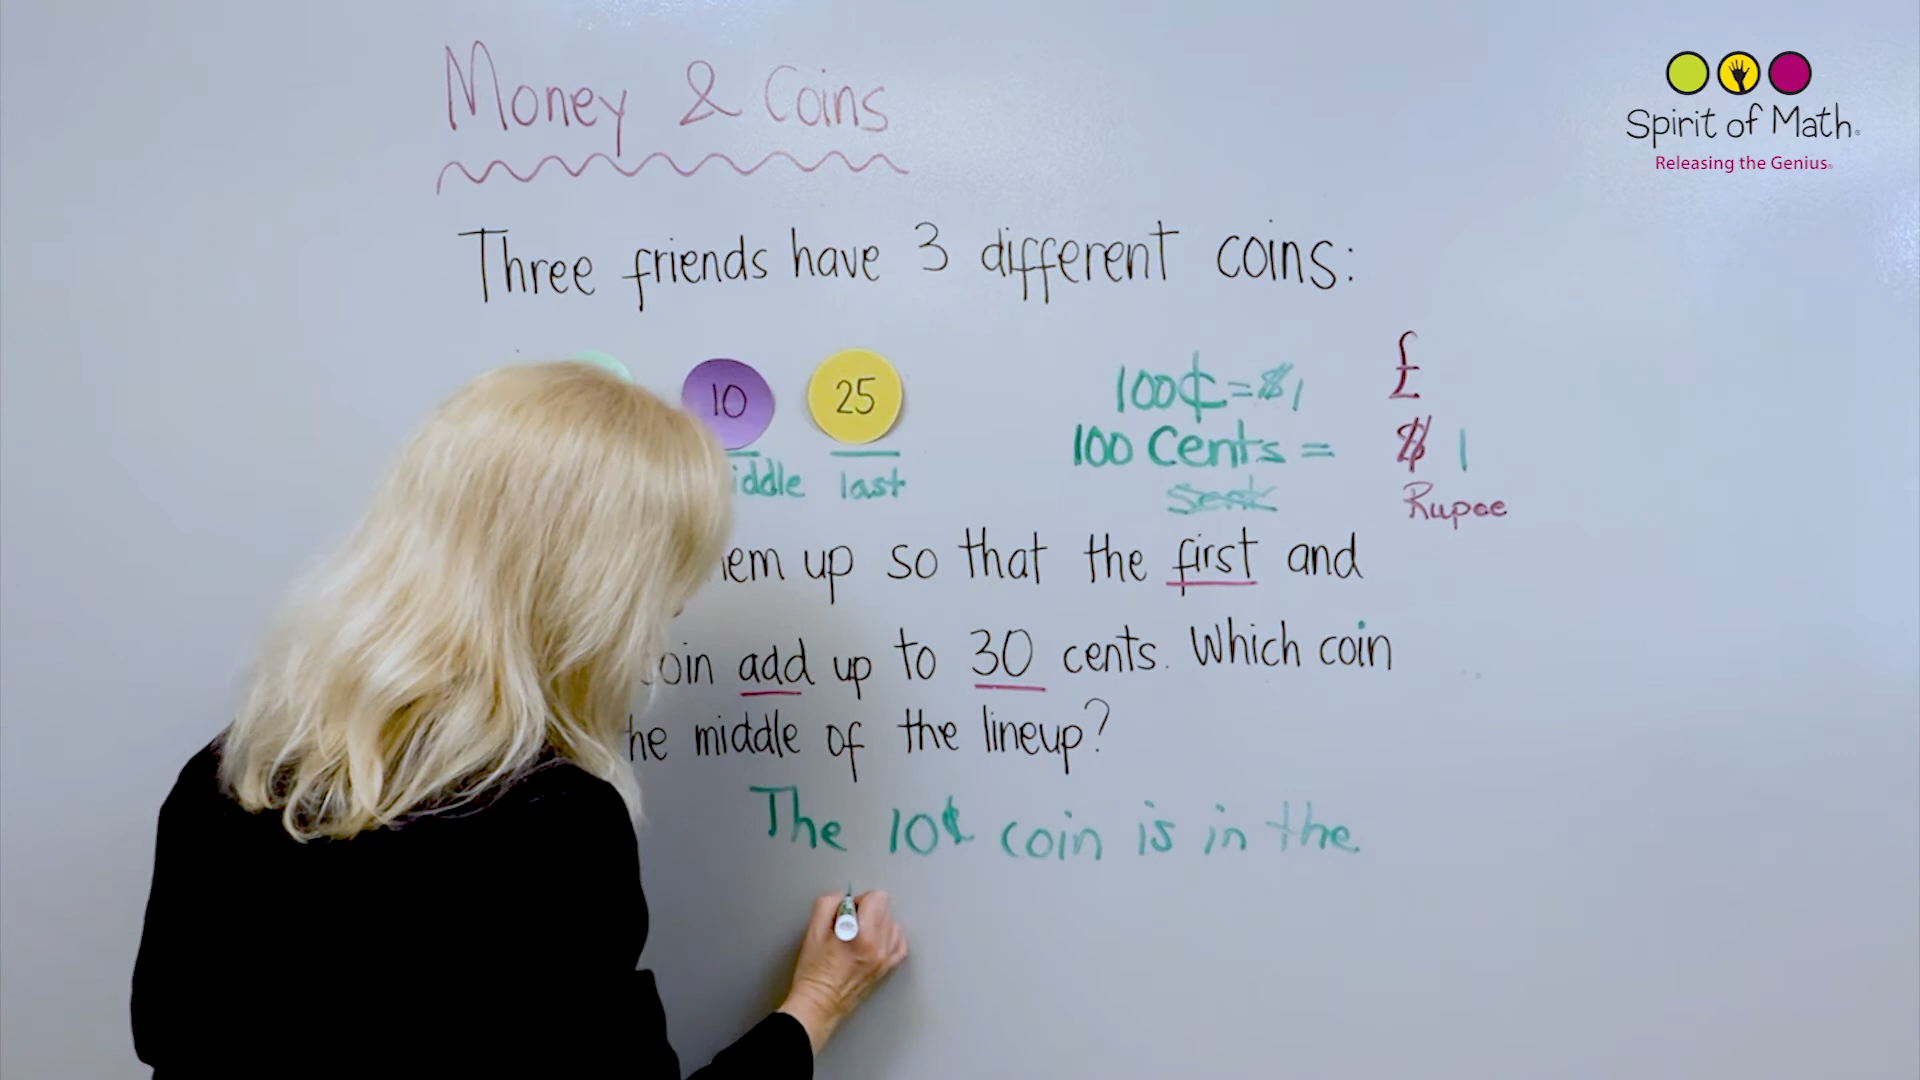 Money & Coins
Spirit of Math
Releasing the Genius
Three friends have 3 different coins:
10 25
100¢ = $1 £
100 Cents = $ 1
iddle last
Rupee
em up so that the first and
oin add up to 30 cents. Which coin
he middle of the lineup?
The 10¢ coin is in the